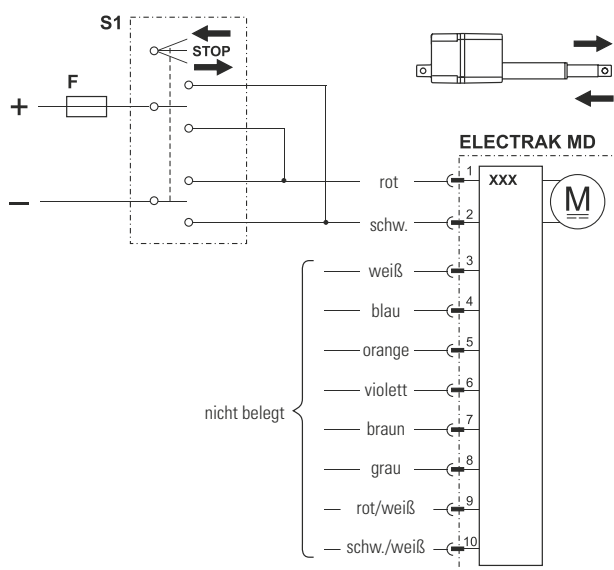 S1
STOP
F
+
–
ELECTRAK MD
rot 1 XXX
M
schw. 2
weiß 3
blau 4
orange 5
violett 6
nicht belegt
braun 7
grau 8
rot/weiß 9
schw./weiß 10